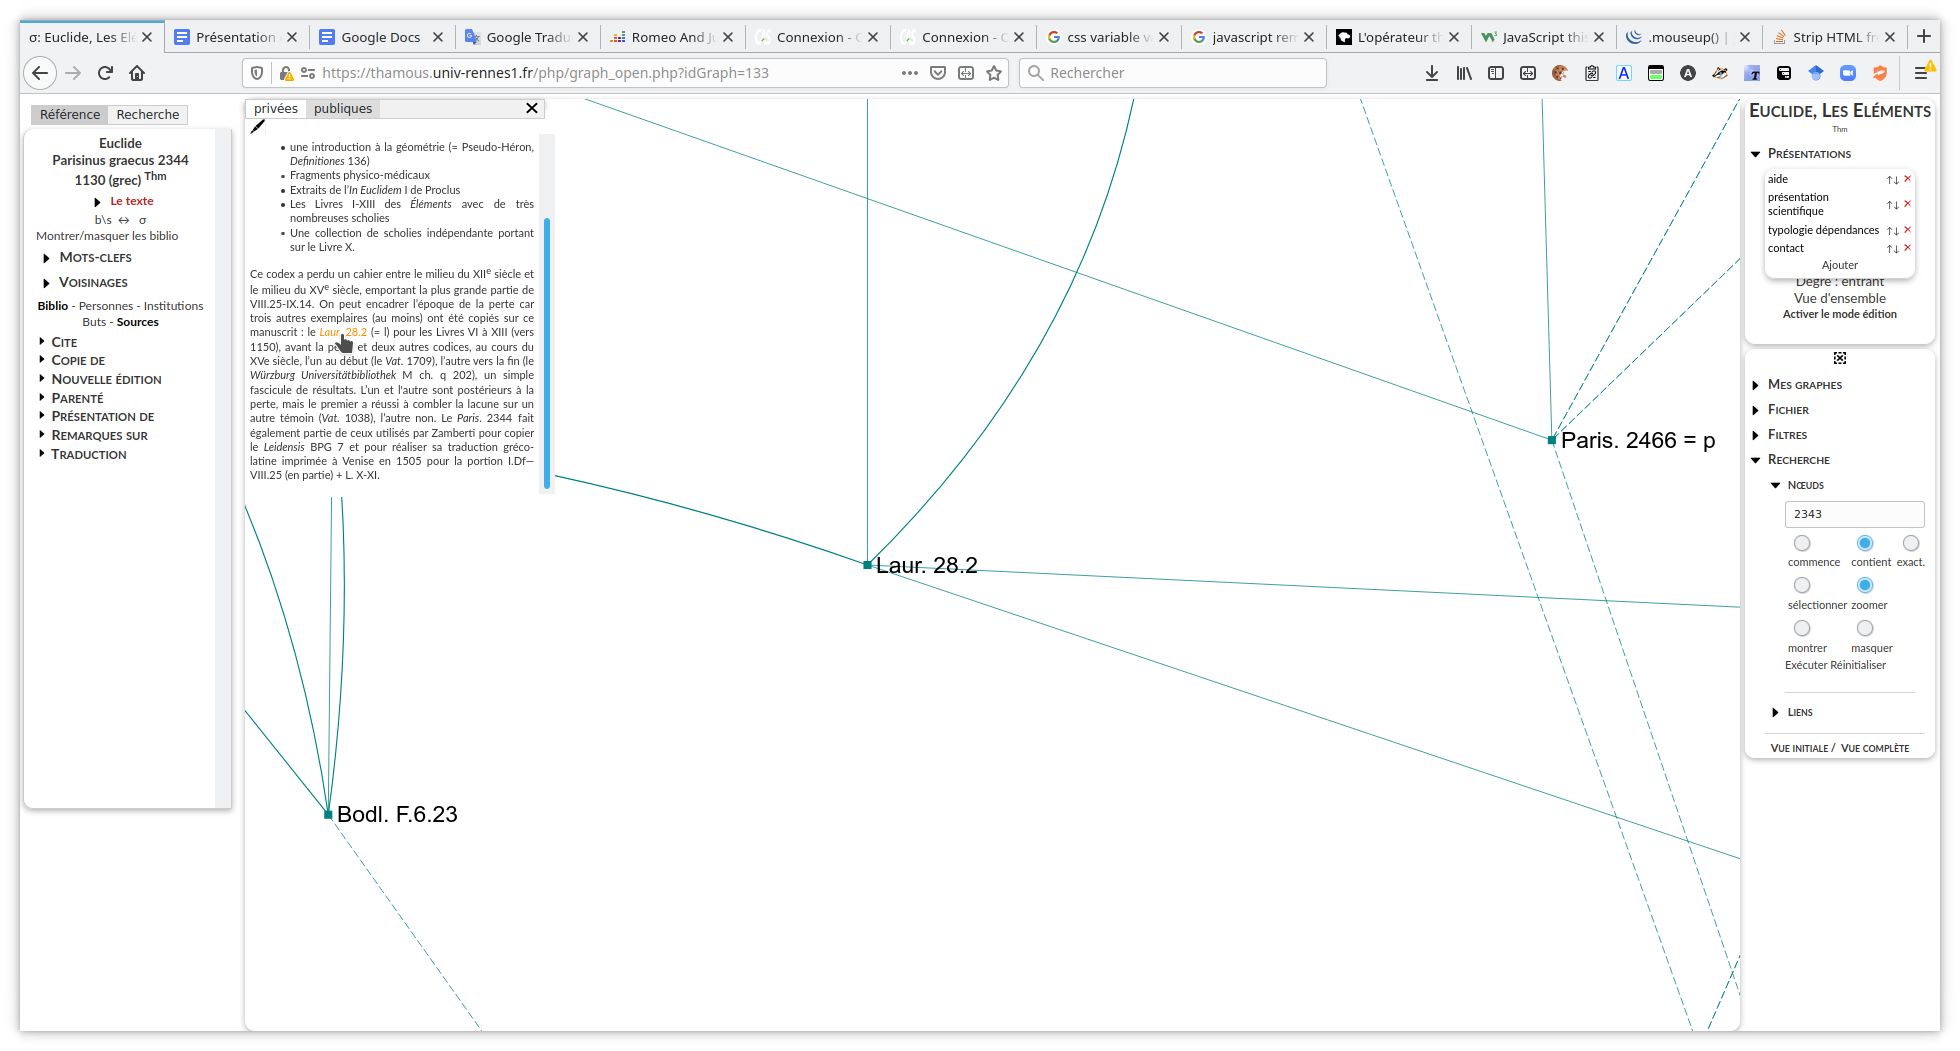 σ: Euclide, Les El
Présentation
Google Docs
Google Tradu
Romeo And Ju
Connexion - C
Connexion - C
css variable v
javascript rem
L'opérateur th
JavaScript this
.mouseup() |
Strip HTML fr
https://thamous.univ-rennes1.fr/php/graph_open.php?idGraph=133
Rechercher
Référence Recherche
Euclide
Parisinus graecus 2344
1130 (grec) Thm
Le texte
b\s ↔ σ
Montrer/masquer les biblio
MOTS-CLEFS
VOISINAGES
Biblio - Personnes - Institutions
Buts - Sources
CITE
COPIE DE
NOUVELLE ÉDITION
PARENTÉ
PRÉSENTATION DE
REMARQUES SUR
TRADUCTION
privées publiques
• une introduction à la géométrie (= Pseudo-Héron,
Definitiones 136)
• Fragments physico-médicaux
• Extraits de l'In Euclidem I de Proclus
• Les Livres I-XIII des Éléments avec de très
nombreuses scholies
• Une collection de scholies indépendante portant
sur le Livre X.
Ce codex a perdu un cahier entre le milieu du XIIe siècle et
le milieu du XVe siècle, emportant la plus grande partie de
VIII.25-IX.14. On peut encadrer l'époque de la perte car
trois autres exemplaires (au moins) ont été copiés sur ce
manuscrit : le Laur. 28.2 (= l) pour les Livres VI à XIII (vers
1150), avant la et deux autres codices, au cours du
XVe siècle, l'un au début (le Vat. 1709), l'autre vers la fin (le
Würzburg Universitätbibliothek M ch. q 202), un simple
fascicule de résultats. L'un et l'autre sont postérieurs à la
perte, mais le premier a réussi à combler la lacune sur un
autre témoin (Vat. 1038), l'autre non. Le Paris. 2344 fait
également partie de ceux utilisés par Zamberti pour copier
le Leidensis BPG 7 et pour réaliser sa traduction gréco-
latine imprimée à Venise en 1505 pour la portion I.Df—
VIII.25 (en partie) + L. X-XI.
Paris. 2466 = p
Laur. 28.2
Bodl. F.6.23
EUCLIDE, LES ELÉMENTS
Thm
PRÉSENTATIONS
aide ↑↓ ×
présentation
scientifique ↑↓ ×
typologie dépendances ↑↓ ×
contact ↑↓ ×
Ajouter
Degré : entrant
Vue d'ensemble
Activer le mode édition
MES GRAPHES
FICHIER
FILTRES
RECHERCHE
NŒUDS
2343
commence contient exact.
sélectionner zoomer
montrer masquer
Exécuter Réinitialiser
LIENS
VUE INITIALE / VUE COMPLÈTE